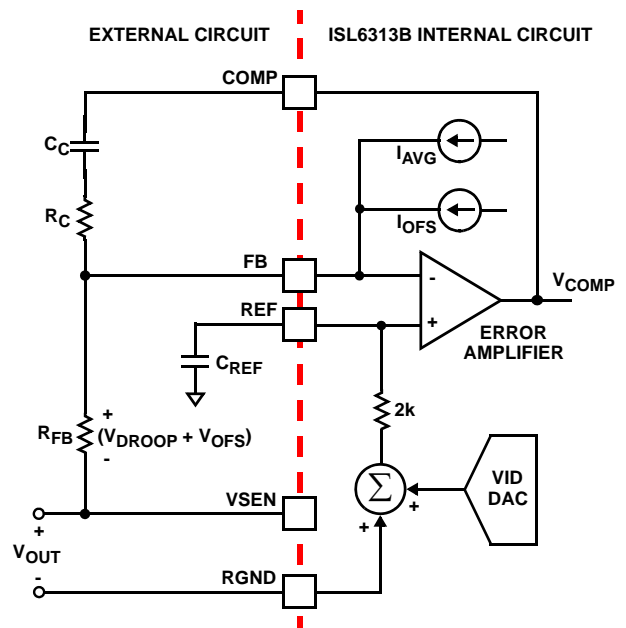 EXTERNAL CIRCUIT
ISL6313B INTERNAL CIRCUIT
COMP
CC
IAVG
RC
IOFS
FB
VCOMP
-
REF
+
ERROR
AMPLIFIER
CREF
2k
+
RFB
(VDROOP + VOFS)
-
VID
DAC
Σ
VSEN
+
+
+
VOUT
-
RGND